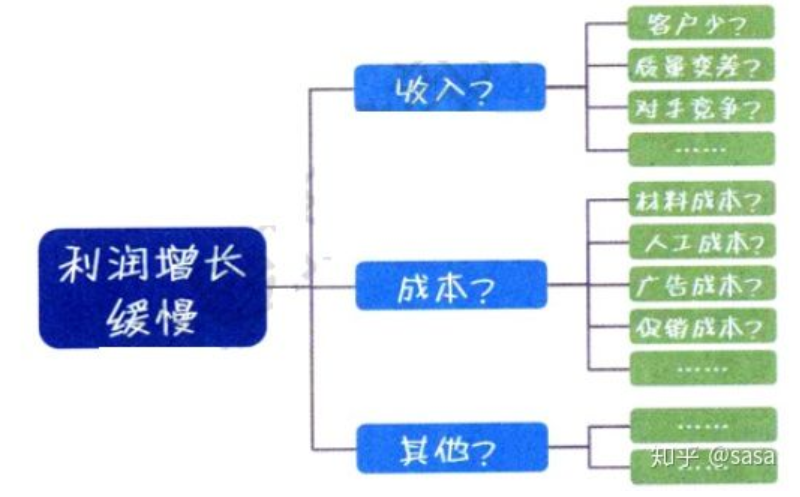 利润增长
缓慢
收入?
客户少?
质量变差?
对手竞争?
……
成本?
材料成本?
人工成本?
广告成本?
促销成本?
……
其他?
……
……
知乎 @sasa